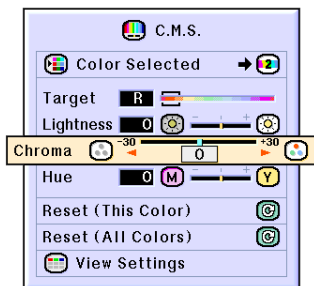 C.M.S.
Color Selected 2
Target R
Lightness 0 - +
Chroma -30 0 +30
Hue 0 M - + Y
Reset (This Color)
Reset (All Colors)
View Settings